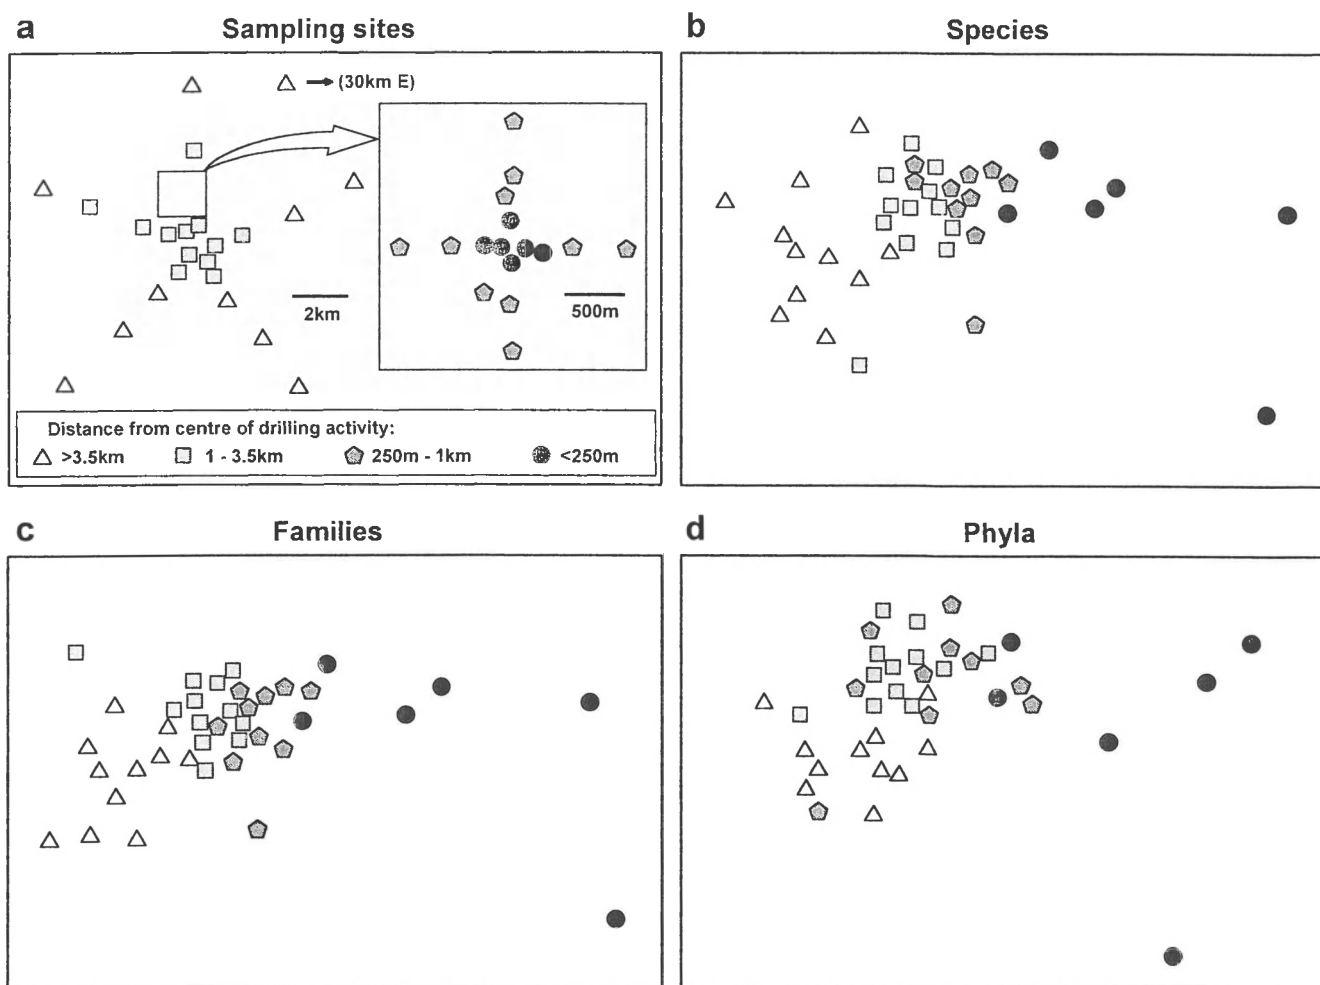 a Sampling sites
(30km E)
2km
500m
Distance from centre of drilling activity:
>3.5km 1 - 3.5km 250m - 1km <250m
b Species
c Families
d Phyla